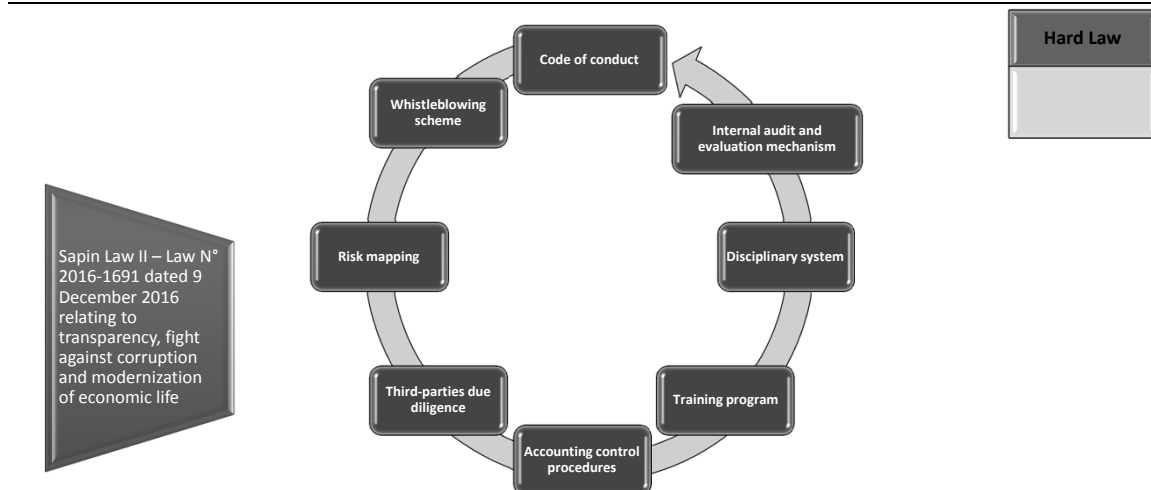 Hard Law
Code of conduct
Whistleblowing
scheme
Internal audit and
evaluation mechanism
Sapin Law II – Law N°
2016-1691 dated 9
December 2016
relating to
transparency, fight
against corruption
and modernization
of economic life
Risk mapping
Disciplinary system
Third-parties due
diligence
Training program
Accounting control
procedures